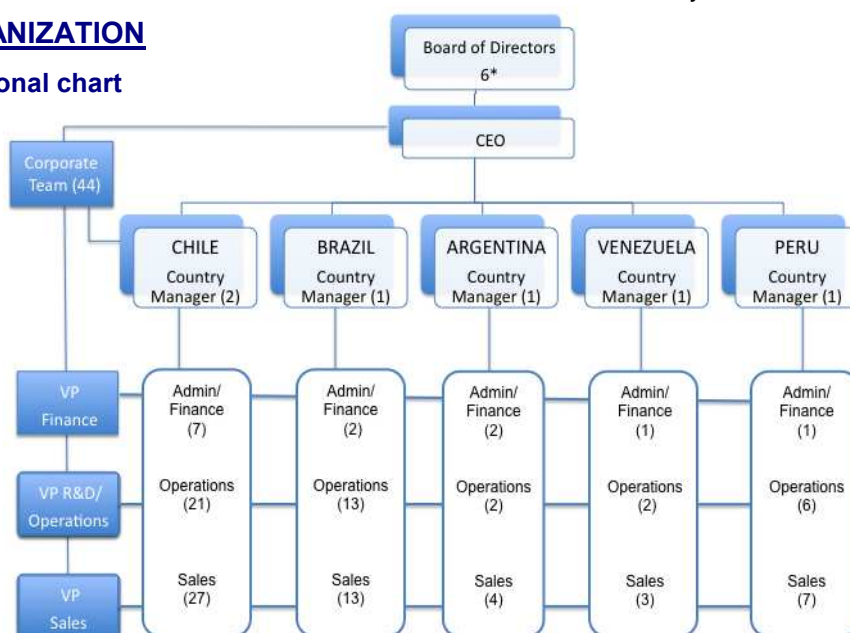 ANIZATION
onal chart
Board of Directors
6*
CEO
Corporate
Team (44)
CHILE
Country
Manager (2)
BRAZIL
Country
Manager (1)
ARGENTINA
Country
Manager (1)
VENEZUELA
Country
Manager (1)
PERU
Country
Manager (1)
VP
Finance
Admin/
Finance
(7)
Admin/
Finance
(2)
Admin/
Finance
(2)
Admin/
Finance
(1)
Admin/
Finance
(1)
VP R&D/
Operations
Operations
(21)
Operations
(13)
Operations
(2)
Operations
(2)
Operations
(6)
VP
Sales
Sales
(27)
Sales
(13)
Sales
(4)
Sales
(3)
Sales
(7)